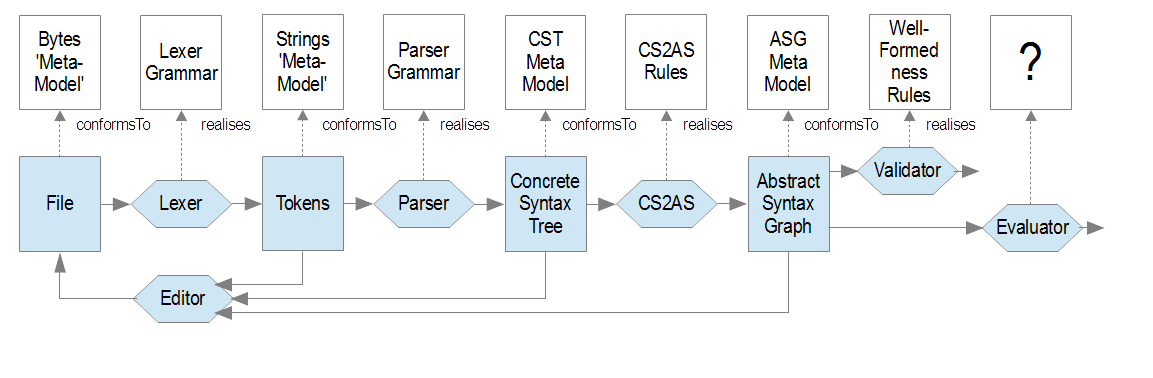 Bytes
'Meta-
Model'
Lexer
Grammar
Strings
'Meta-
Model'
Parser
Grammar
CST
Meta
Model
CS2AS
Rules
ASG
Meta
Model
Well-
Formed
ness
Rules
?
conformsTo
realises
conformsTo
realises
conformsTo
realises
conformsTo
realises
File
Lexer
Tokens
Parser
Concrete
Syntax
Tree
CS2AS
Abstract
Syntax
Graph
Validator
Evaluator
Editor